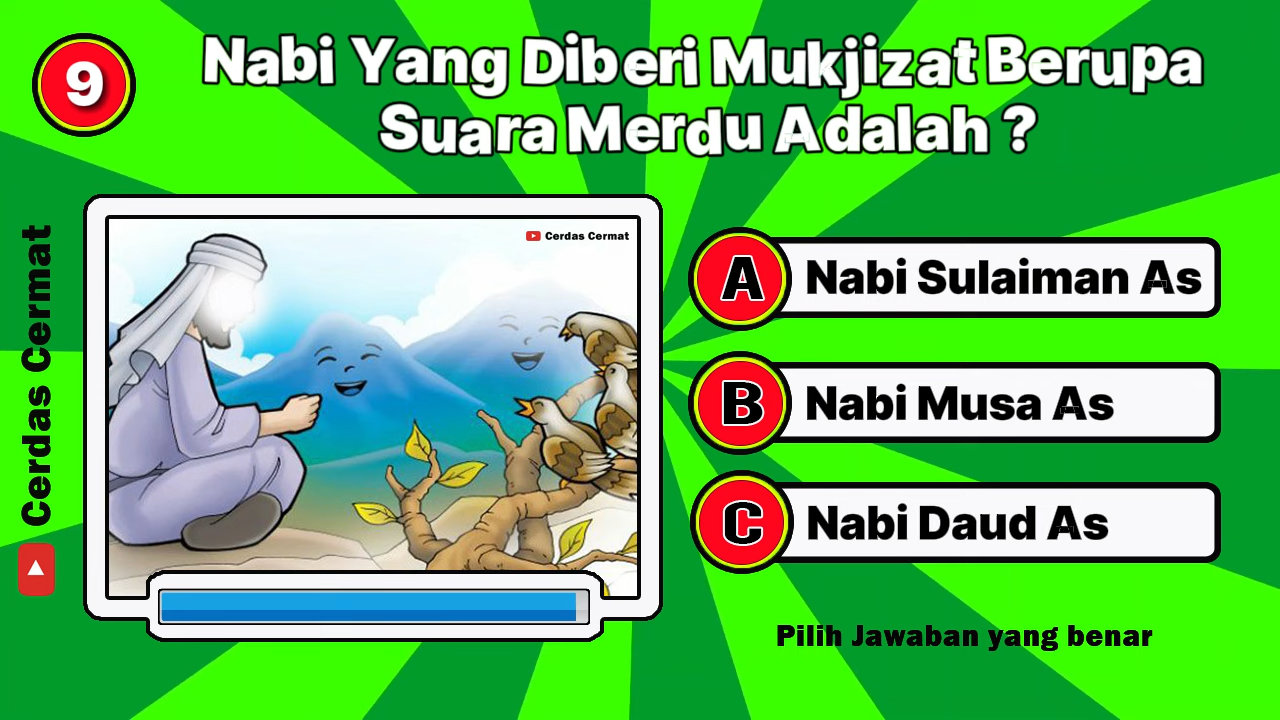 9
Nabi Yang Diberi Mukjizat Berupa
Suara Merdu Adalah ?
Cerdas Cermat
Cerdas Cermat
A
Nabi Sulaiman As
B
Nabi Musa As
C
Nabi Daud As
Pilih Jawaban yang benar